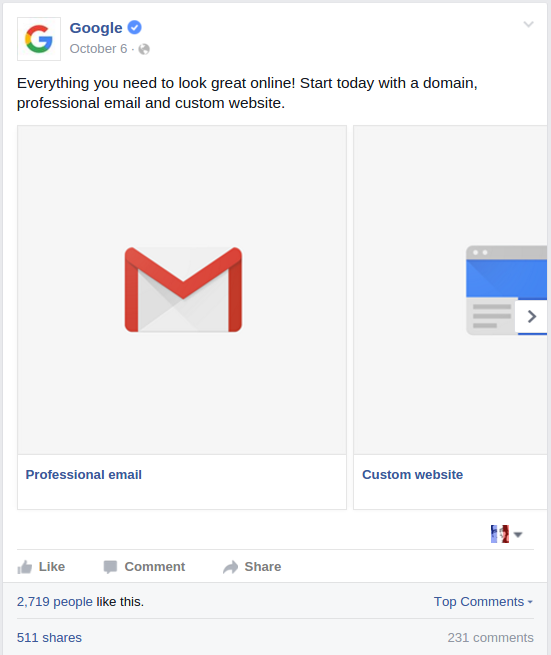 Google
October 6 ·
Everything you need to look great online! Start today with a domain,
professional email and custom website.
Professional email
Custom website
Like
Comment
Share
2,719 people like this.
Top Comments
511 shares
231 comments